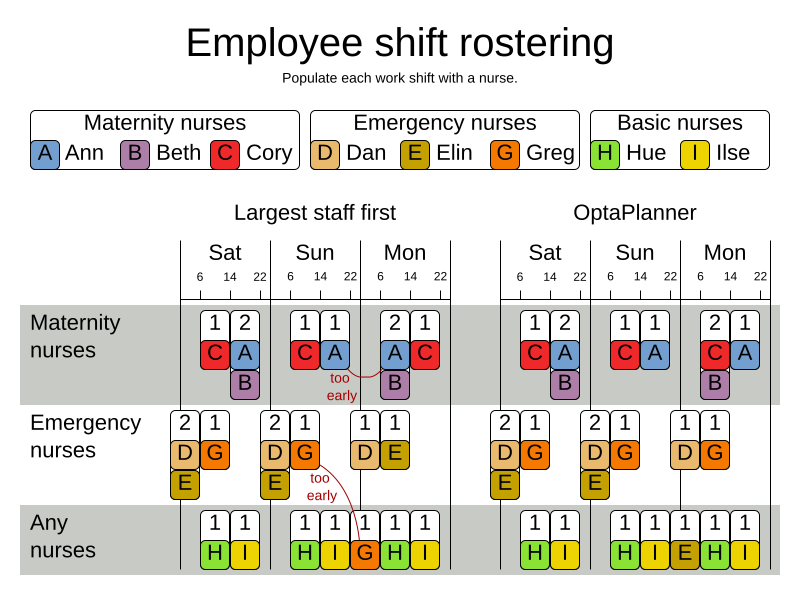 Employee shift rostering
Populate each work shift with a nurse.
Maternity nurses
A Ann B Beth C Cory
Emergency nurses
D Dan E Elin G Greg
Basic nurses
H Hue I Ilse
Largest staff first
OptaPlanner
Sat Sun Mon Sat Sun Mon
6 14 22 6 14 22 6 14 22 6 14 22 6 14 22 6 14 22
Maternity
nurses
1 2 1 1 2 1 1 2 1 1 2 1
C A C A A C C A C A C A
B B B B
too
early
Emergency
nurses
2 1 2 1 1 1 2 1 2 1 1 1
D G D G D E D G D G D G
E E E E
too
early
Any
nurses
1 1 1 1 1 1 1 1 1 1 1 1 1 1
H I H I G H I H I H I E H I